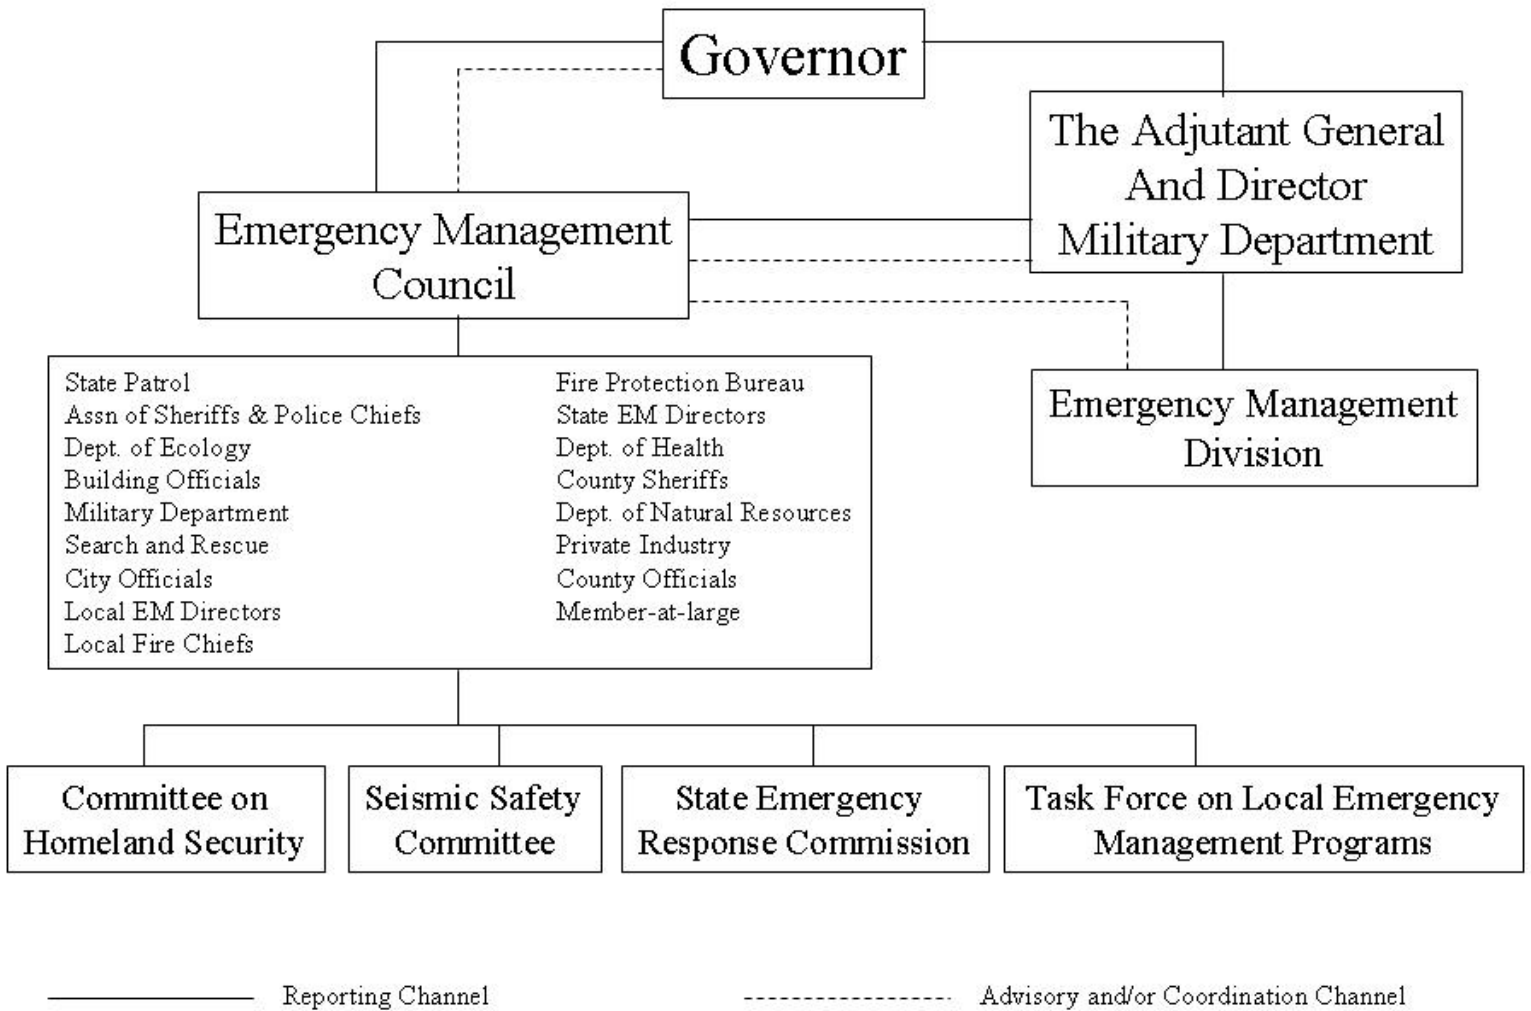 Governor
The Adjutant General
And Director
Military Department
Emergency Management
Council
Emergency Management
Division
State Patrol
Assn of Sheriffs & Police Chiefs
Dept. of Ecology
Building Officials
Military Department
Search and Rescue
City Officials
Local EM Directors
Local Fire Chiefs
Fire Protection Bureau
State EM Directors
Dept. of Health
County Sheriffs
Dept. of Natural Resources
Private Industry
County Officials
Member-at-large
Committee on
Homeland Security
Seismic Safety
Committee
State Emergency
Response Commission
Task Force on Local Emergency
Management Programs
Reporting Channel
Advisory and/or Coordination Channel